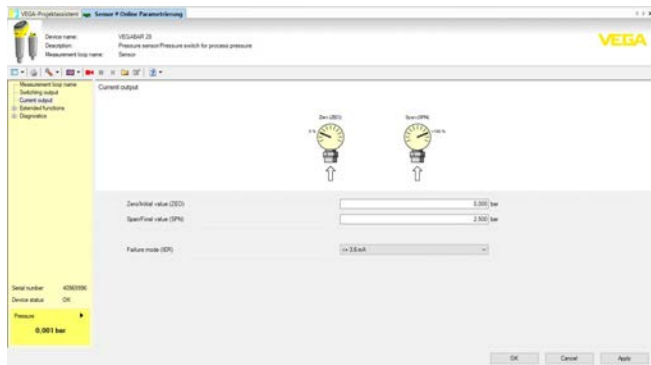 VEGA-Projektassistent
Sensor # Online Parametrierung
Device name: VEGABAR 28
Description: Pressure sensor/Pressure switch for process pressure
Measurement loop name: Sensor
VEGA
Measurement loop name
Switching output
Current output
Extended functions
Diagnostics
Current output
Zero (ZE0)
Span (SPN)
Zero/Initial value (ZE0)
0.000 bar
Span/Final value (SPN)
2.500 bar
Failure mode (IER)
<= 3.6 mA
Serial number
Device status OK
Pressure
0.001 bar
OK
Cancel
Apply